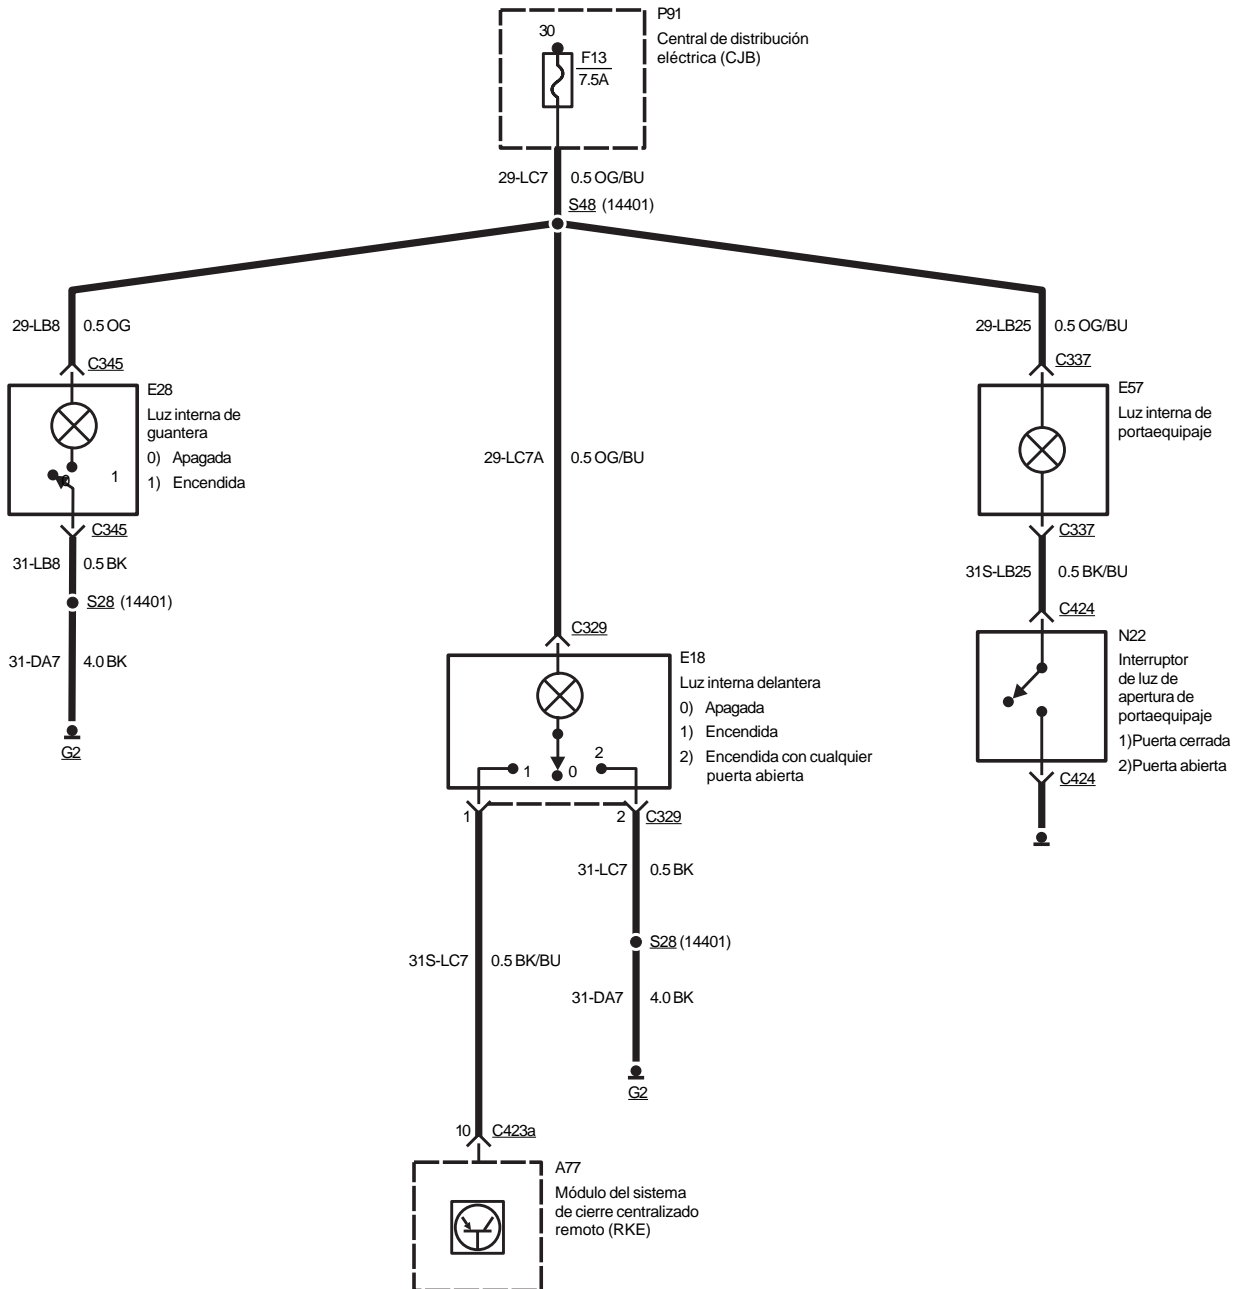 P91
Central de distribución
eléctrica (CJB)
30
F13
7.5A
29-LC7 0.5 OG/BU
S48 (14401)
29-LB8 0.5 OG
C345
E28
Luz interna de
guantera
0) Apagada
1) Encendida
0 1
C345
31-LB8 0.5 BK
S28 (14401)
31-DA7 4.0 BK
G2
29-LC7A 0.5 OG/BU
C329
E18
Luz interna delantera
0) Apagada
1) Encendida
2) Encendida con cualquier
puerta abierta
1 0 2
1 2 C329
31-LC7 0.5 BK
S28 (14401)
31-DA7 4.0 BK
G2
31S-LC7 0.5 BK/BU
10 C423a
A77
Módulo del sistema
de cierre centralizado
remoto (RKE)
29-LB25 0.5 OG/BU
C337
E57
Luz interna de
portaequipaje
C337
31S-LB25 0.5 BK/BU
C424
N22
Interruptor
de luz de
apertura de
portaequipaje
1)Puerta cerrada
2)Puerta abierta
C424